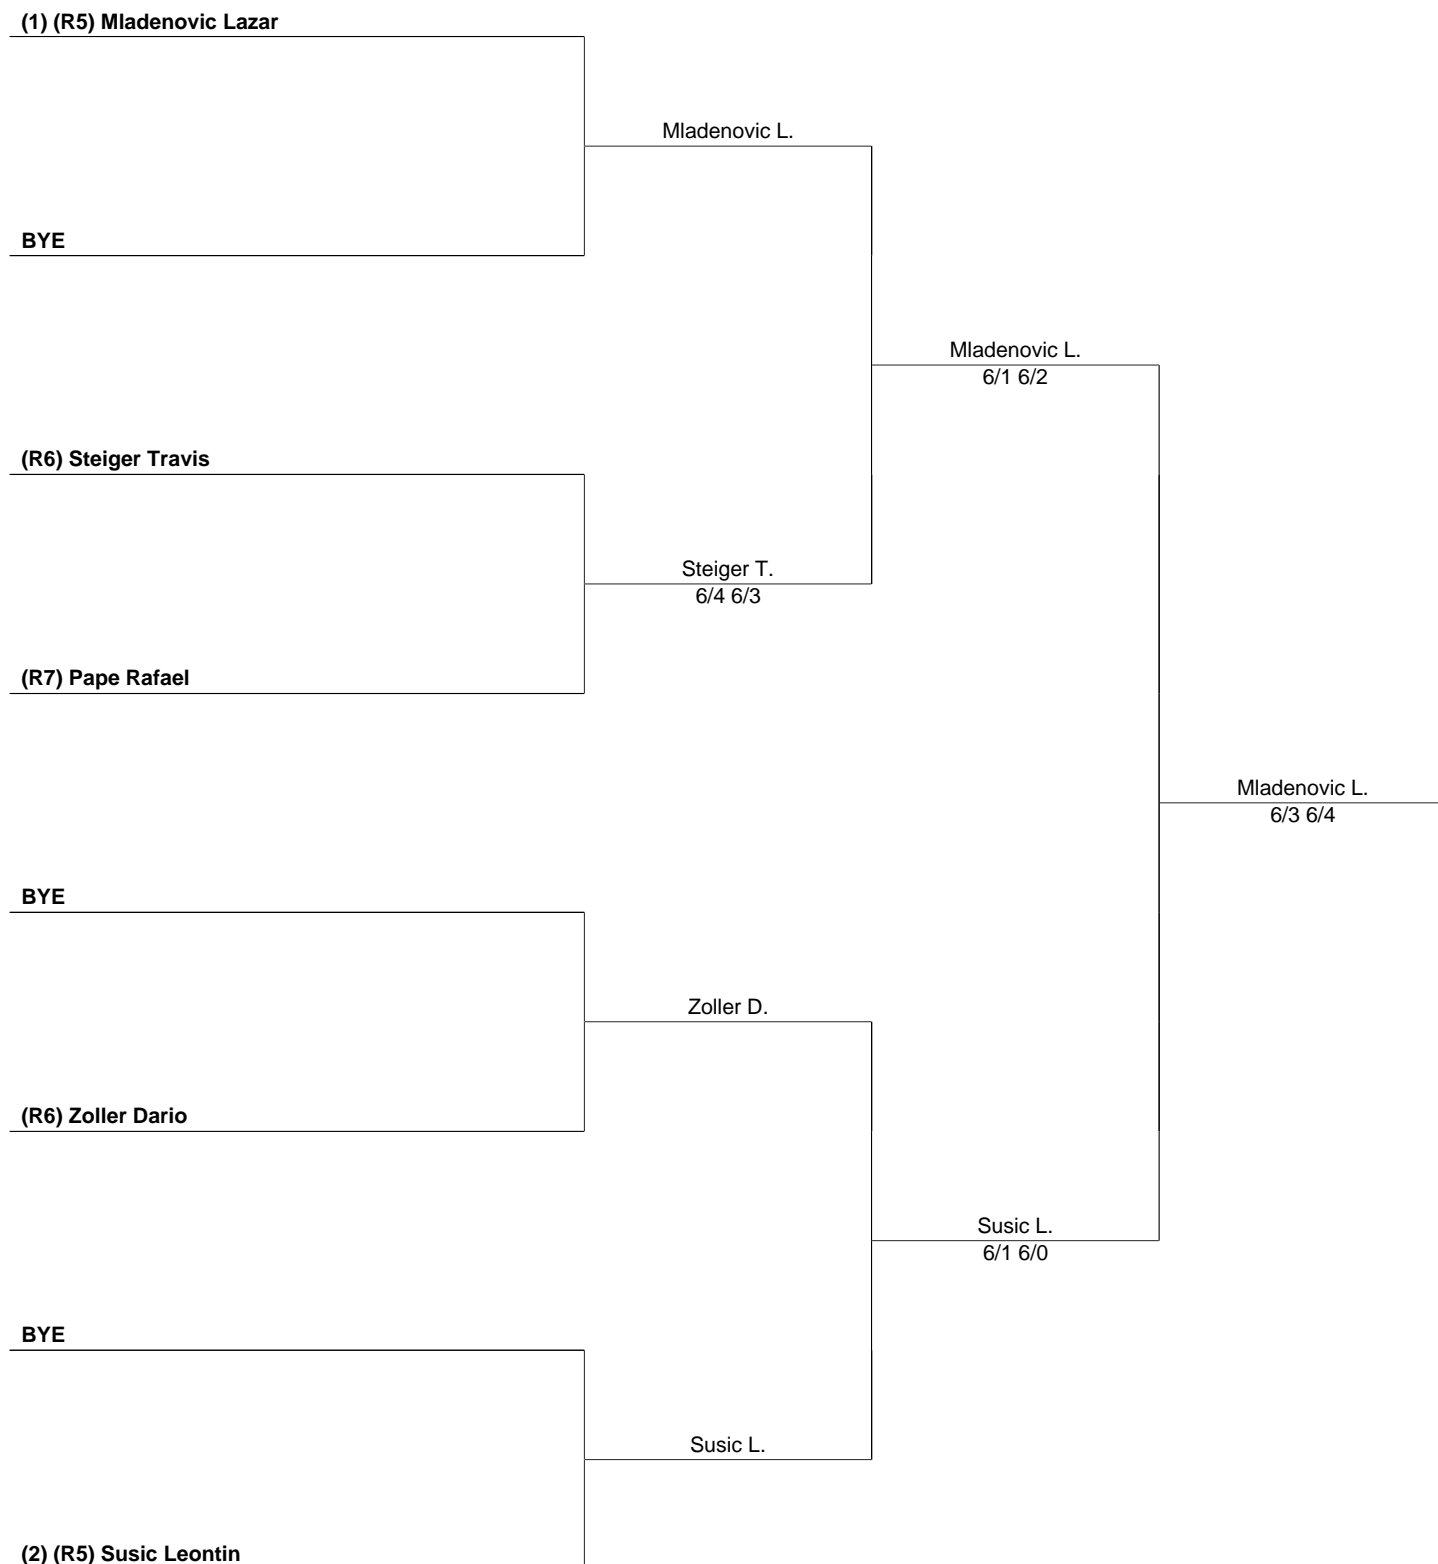 (1) (R5) Mladenovic Lazar
Mladenovic L.
BYE
Mladenovic L.
6/1 6/2
(R6) Steiger Travis
Steiger T.
6/4 6/3
(R7) Pape Rafael
Mladenovic L.
6/3 6/4
BYE
Zoller D.
(R6) Zoller Dario
Susic L.
6/1 6/0
BYE
Susic L.
(2) (R5) Susic Leontin